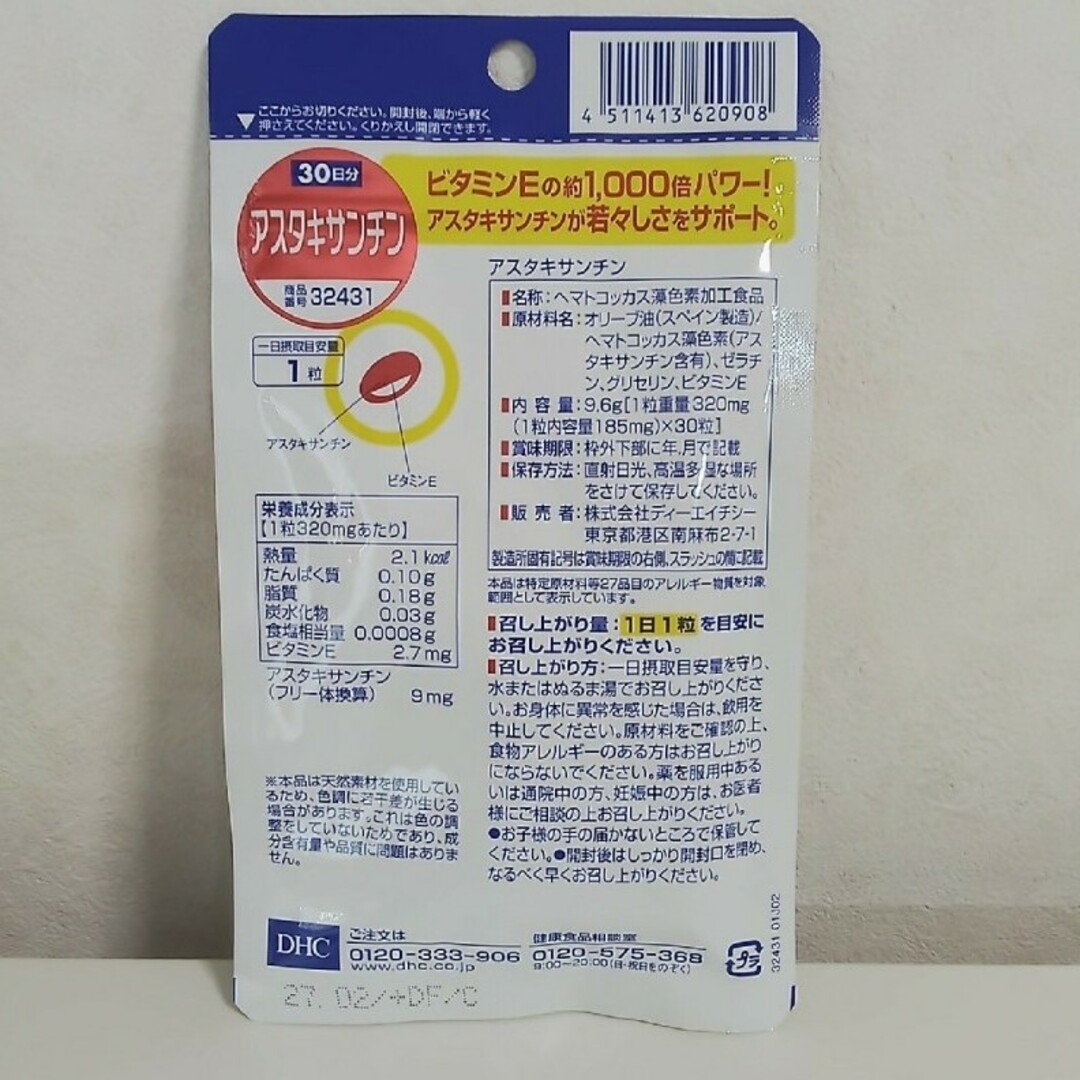 ここからお切りください。開封後、端から軽く
押さえてください。くりかえし開閉できます。
4 511413 620908
30日分
アスタキサンチン
商品番号 32431
ビタミンEの約1,000倍パワー!
アスタキサンチンが若々しさをサポート。
一日摂取目安量
1粒
アスタキサンチン
ビタミンE
栄養成分表示
【1粒320mgあたり】
熱量 2.1kcal
たんぱく質 0.10g
脂質 0.18g
炭水化物 0.03g
食塩相当量 0.0008g
ビタミンE 2.7mg
アスタキサンチン
(フリー体換算) 9mg
※本品は天然素材を使用してい
るため、色調に若干差が生じる
場合があります。これは色の調
整をしていないためであり、成
分含有量や品質に問題はありま
せん。
アスタキサンチン
名称:ヘマトコッカス藻色素加工食品
原材料名:オリーブ油(スペイン製造)/
ヘマトコッカス藻色素(アス
タキサンチン含有)、ゼラチ
ン、グリセリン、ビタミンE
内容量:9.6g[1粒重量320mg
(1粒内容量185mg)×30粒]
賞味期限:枠外下部に年.月で記載
保存方法:直射日光、高温多湿な場所
をさけて保存してください。
販売者:株式会社ディーエイチシー
東京都港区南麻布2-7-1
製造所固有記号は賞味期限の右側、スラッシュの間に記載
本品は特定原材料等27品目のアレルギー物質を対象
範囲として表示しています。
召し上がり量:1日1粒を目安に
お召し上がりください。
召し上がり方:一日摂取目安量を守り、
水またはぬるま湯でお召し上がりくださ
い。お身体に異常を感じた場合は、飲用を
中止してください。原材料をご確認の上、
食物アレルギーのある方はお召し上がり
にならないでください。薬を服用中ある
いは通院中の方、妊娠中の方は、お医者
様にご相談の上お召し上がりください。
●お子様の手の届かないところで保管して
ください。●開封後はしっかり開封口を閉め、
なるべく早くお召し上がりください。
DHC
ご注文は
0120-333-906
www.dhc.co.jp
健康食品相談室
0120-575-368
9:00～20:00(日・祝日をのぞく)
プラ
32431 01J02
27.02/+DF/C